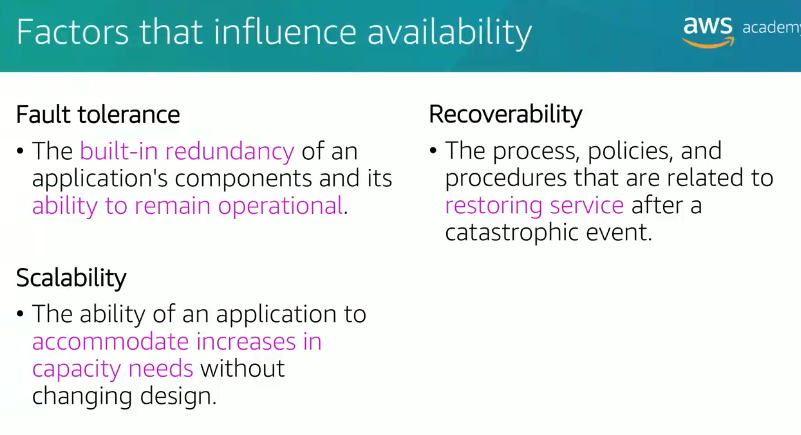 Factors that influence availability
aws academy
Fault tolerance
• The built-in redundancy of an
application's components and its
ability to remain operational.
Scalability
• The ability of an application to
accommodate increases in
capacity needs without
changing design.
Recoverability
• The process, policies, and
procedures that are related to
restoring service after a
catastrophic event.